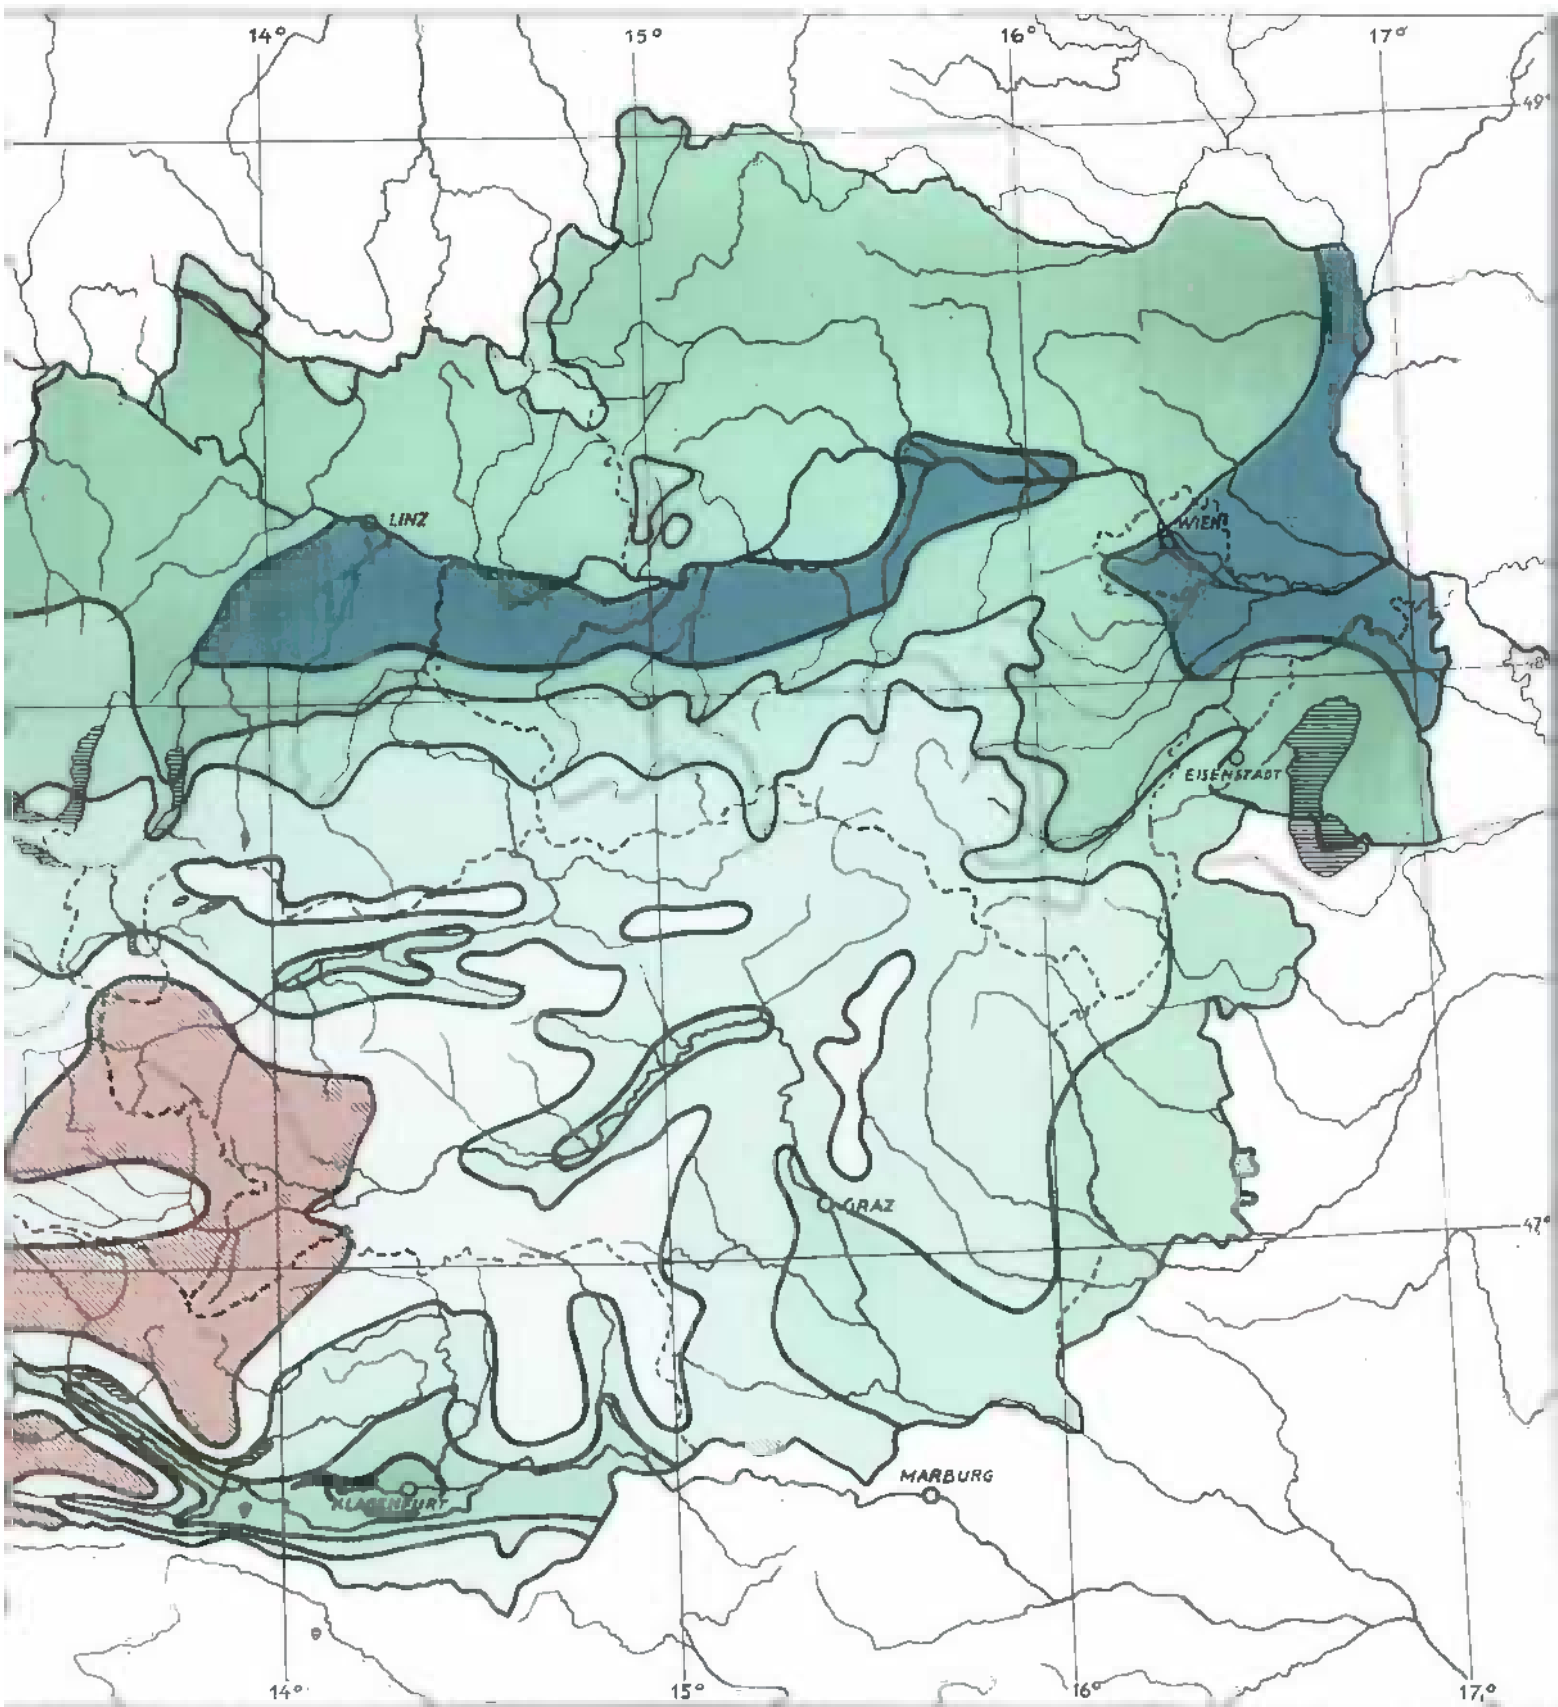 14° 15° 16° 17°
49°
LINZ
WIEN
48°
EISENSTADT
GRAZ
47°
MARBURG
KLAGENFURT
14° 15° 16° 17°